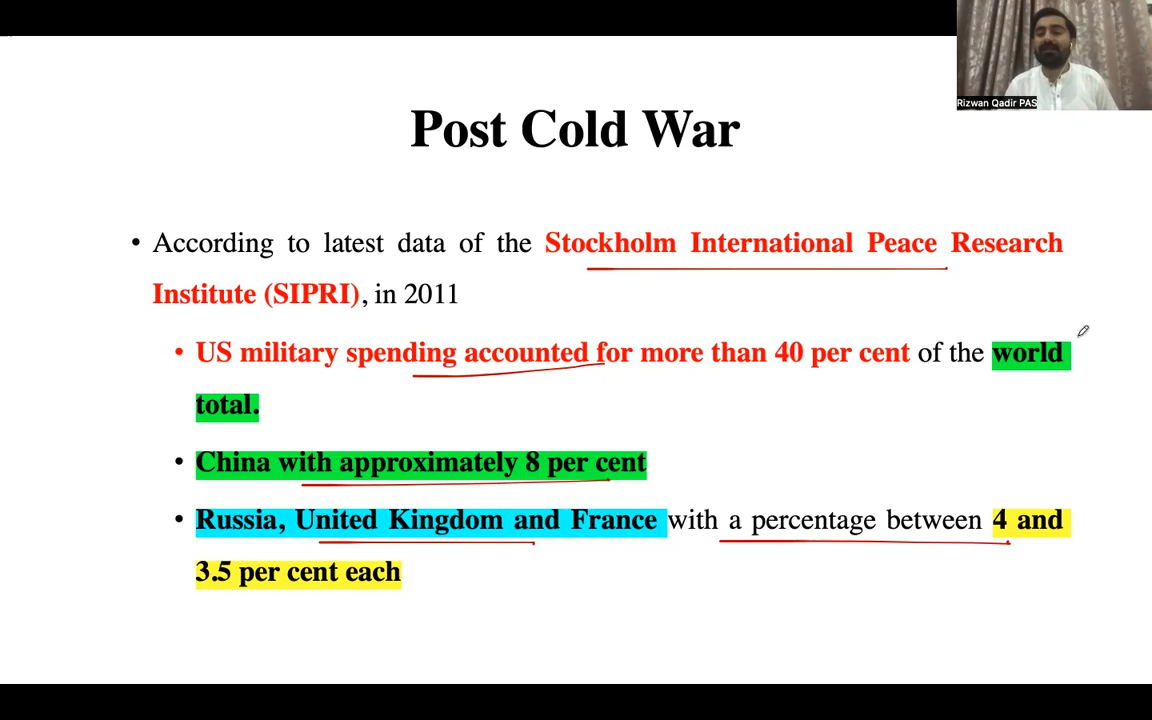 Rizwan Qadir PAS
Post Cold War
• According to latest data of the Stockholm International Peace Research
Institute (SIPRI), in 2011
• US military spending accounted for more than 40 per cent of the world
total.
• China with approximately 8 per cent
• Russia, United Kingdom and France with a percentage between 4 and
3.5 per cent each